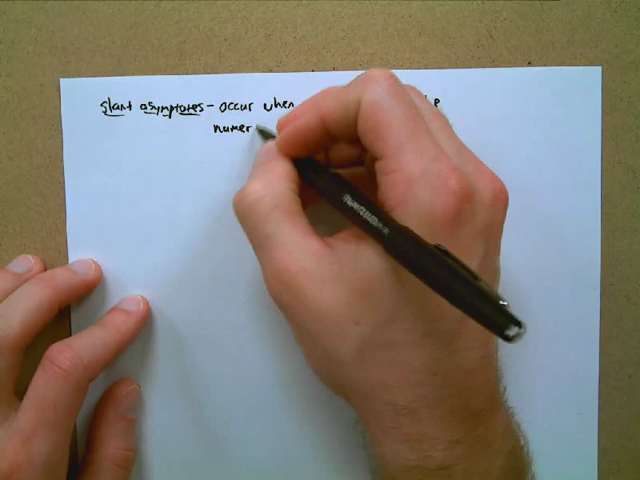 slant asymptotes - occur when
numer